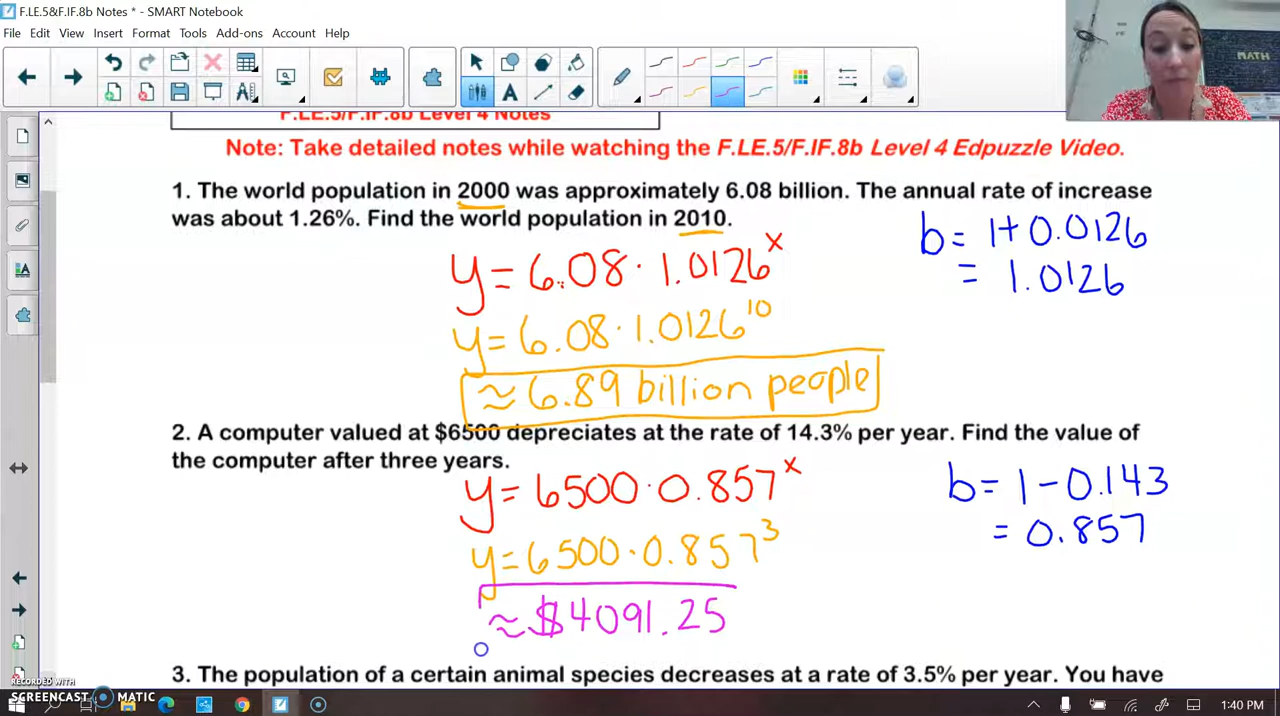 F.LE.5&F.IF.8b Notes * - SMART Notebook
File Edit View Insert Format Tools Add-ons Account Help
MATH
F.LE.5/F.IF.8b Level 4 Notes
Note: Take detailed notes while watching the F.LE.5/F.IF.8b Level 4 Edpuzzle Video.
1. The world population in 2000 was approximately 6.08 billion. The annual rate of increase
was about 1.26%. Find the world population in 2010.
b= 1+0.0126
= 1.0126
y= 6.08 · 1.0126^x
y= 6.08 · 1.0126^10
≈ 6.89 billion people
2. A computer valued at $6500 depreciates at the rate of 14.3% per year. Find the value of
the computer after three years.
b= 1-0.143
= 0.857
y= 6500 · 0.857^x
y= 6500 · 0.857^3
≈ $4091.25
3. The population of a certain animal species decreases at a rate of 3.5% per year. You have
RECORDED WITH
SCREENCAST MATIC
1:40 PM